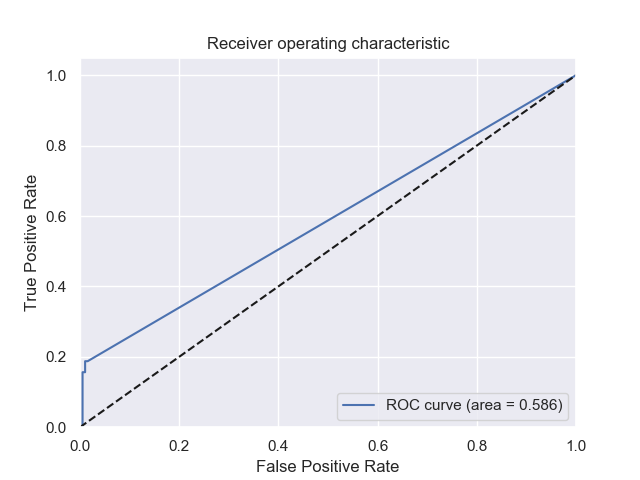 Receiver operating characteristic
1.0
0.8
0.6
0.4
0.2
0.0
True Positive Rate
0.0 0.2 0.4 0.6 0.8 1.0
False Positive Rate
ROC curve (area = 0.586)